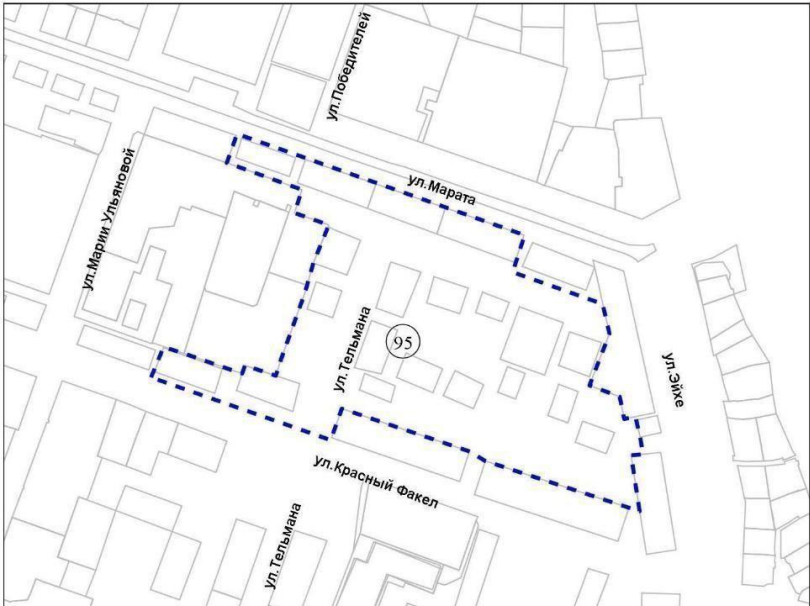 ул.Победителей
ул.Марии Ульяновой
ул.Марата
ул.Тельмана
95
ул.Эйхе
ул.Красный Факел
ул.Тельмана